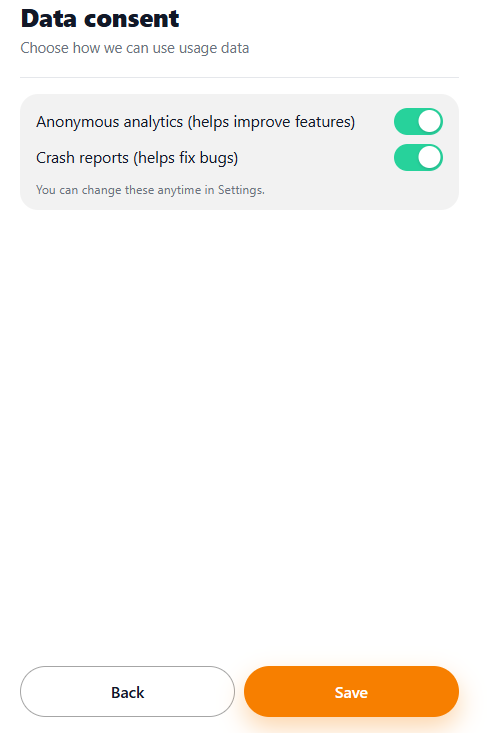 Data consent
Choose how we can use usage data
Anonymous analytics (helps improve features)
Crash reports (helps fix bugs)
You can change these anytime in Settings.
Back
Save